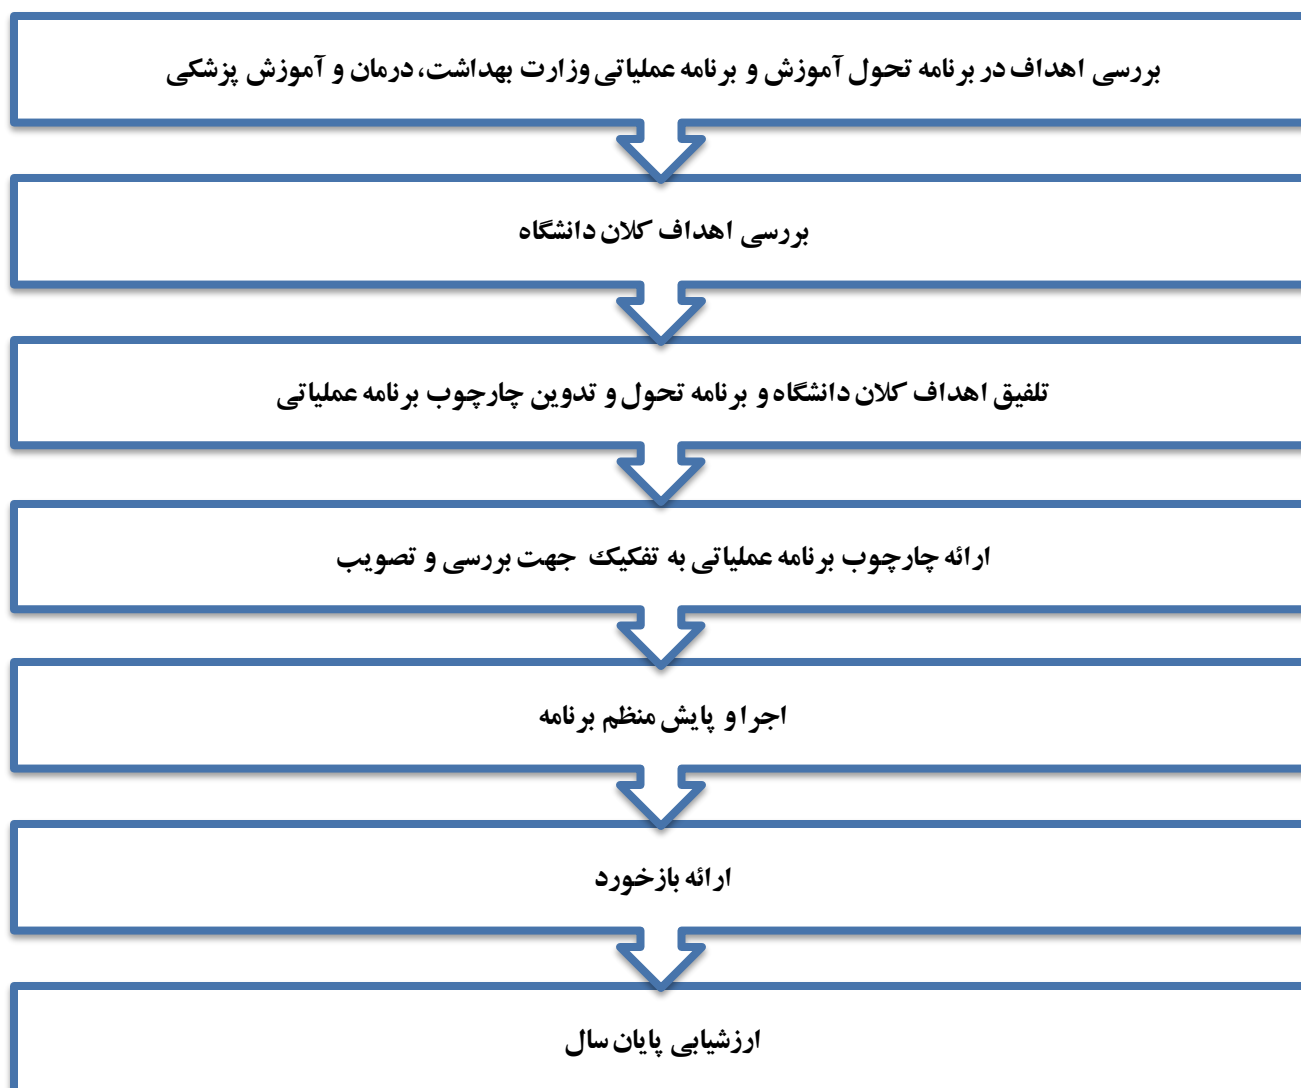 بررسی اهداف در برنامه تحول آموزش و برنامه عملیاتی وزارت بهداشت، درمان و آموزش پزشکی
بررسی اهداف کلان دانشگاه
تلفیق اهداف کلان دانشگاه و برنامه تحول و تدوین چارچوب برنامه عملیاتی
ارائه چارچوب برنامه عملیاتی به تفکیک جهت بررسی و تصویب
اجرا و پایش منظم برنامه
ارائه بازخورد
ارزشیابی پایان سال